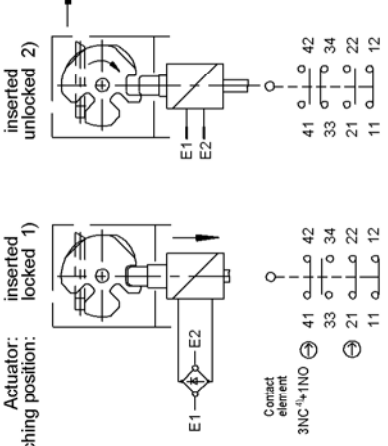 Actuator:
ching position:
inserted
locked 1)
inserted
unlocked 2)
E1
E2
E1
E2
Contact
element
3NC⁴⁾+1NO
41 42
33 34
21 22
11 12
41 42
33 34
21 22
11 12